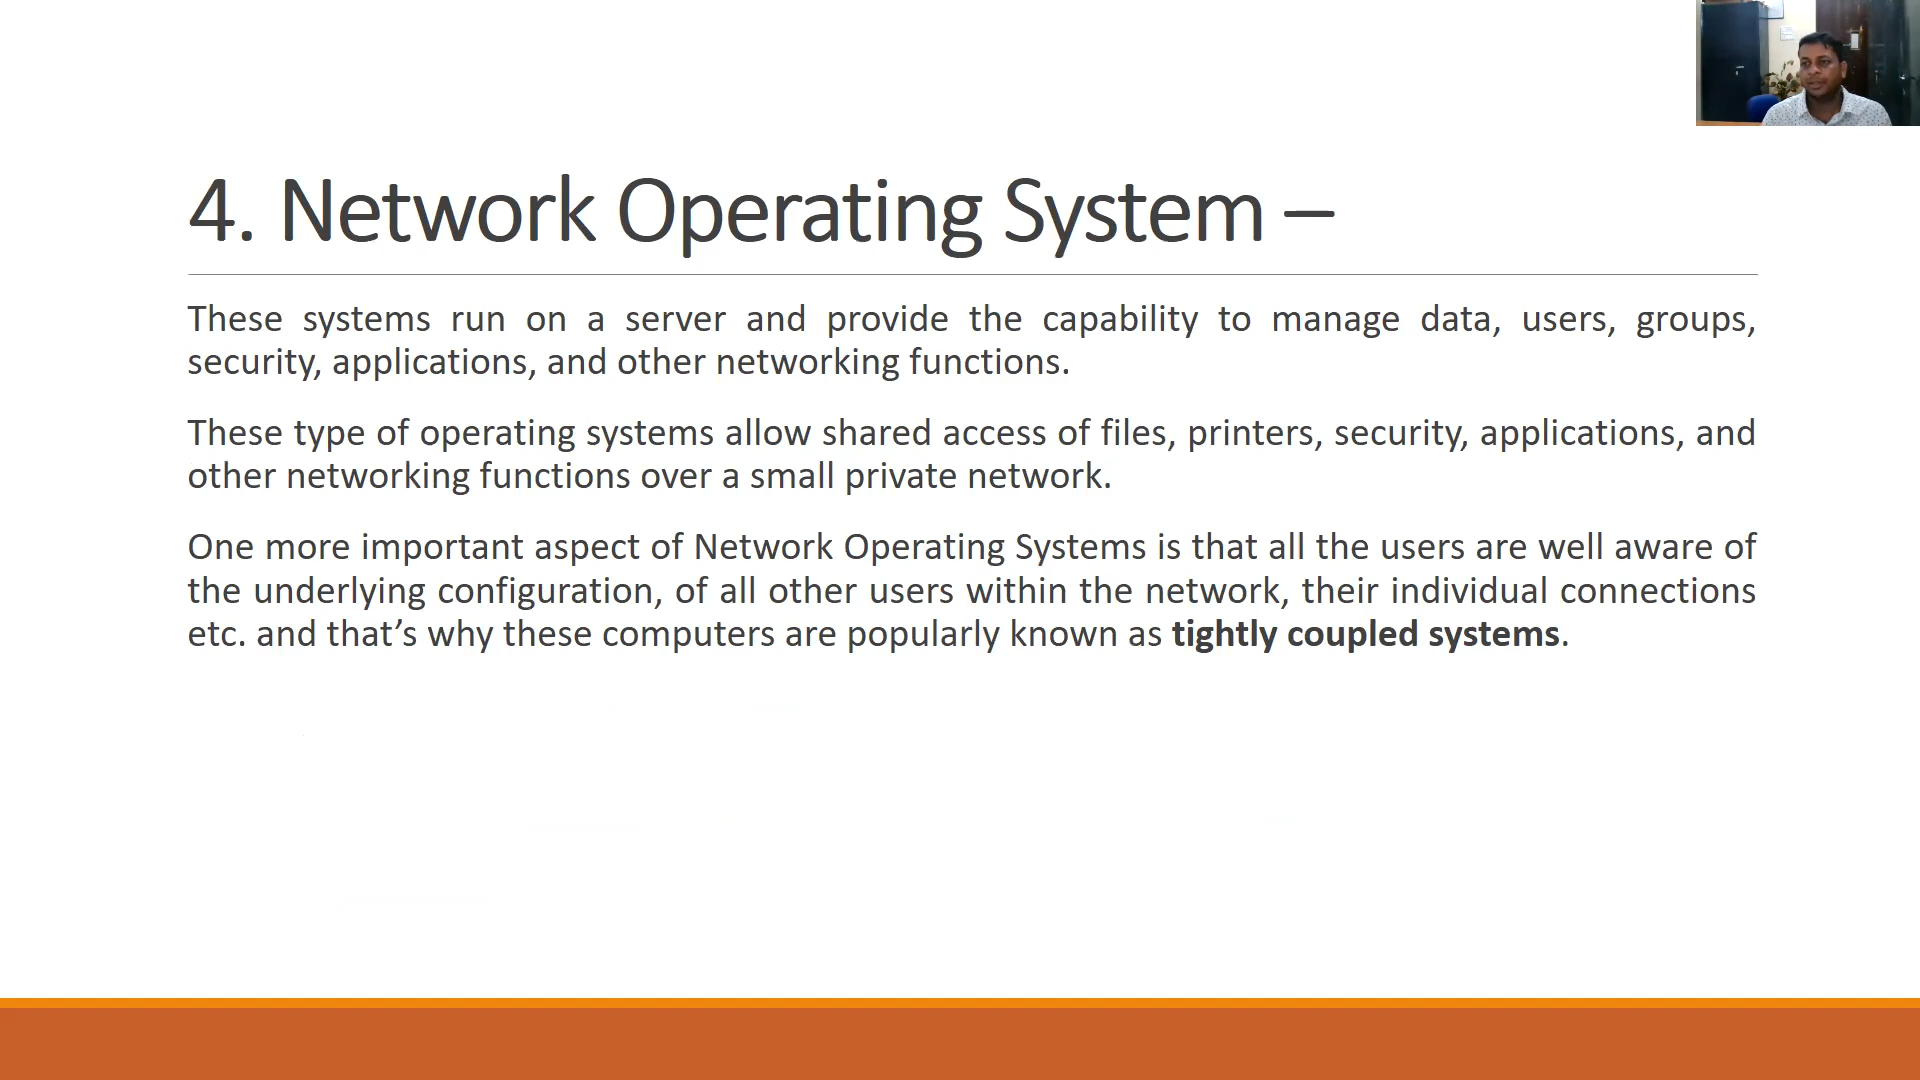 4. Network Operating System –
These systems run on a server and provide the capability to manage data, users, groups,
security, applications, and other networking functions.
These type of operating systems allow shared access of files, printers, security, applications, and
other networking functions over a small private network.
One more important aspect of Network Operating Systems is that all the users are well aware of
the underlying configuration, of all other users within the network, their individual connections
etc. and that’s why these computers are popularly known as tightly coupled systems.